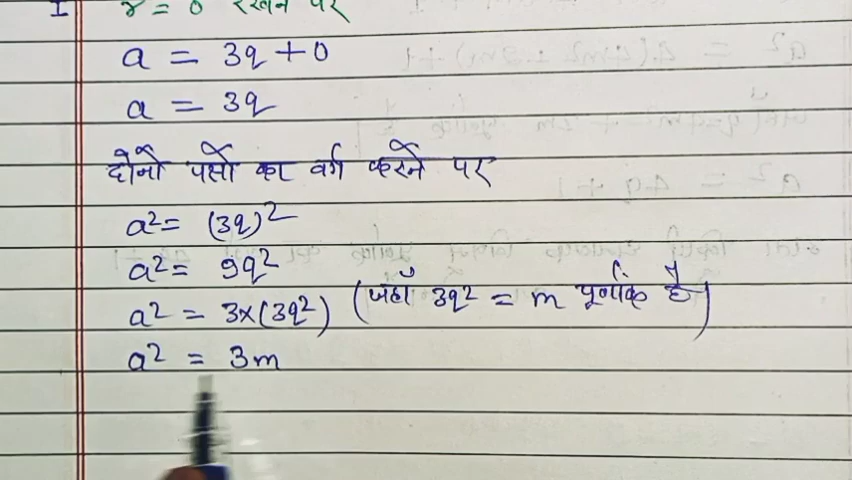 I r = 0 रखने पर
a = 3q + 0
a = 3q
दोनों पक्षों का वर्ग करने पर
a² = (3q)²
a² = 9q²
a² = 3×(3q²) (जहाँ 3q² = m पूर्णांक है)
a² = 3m